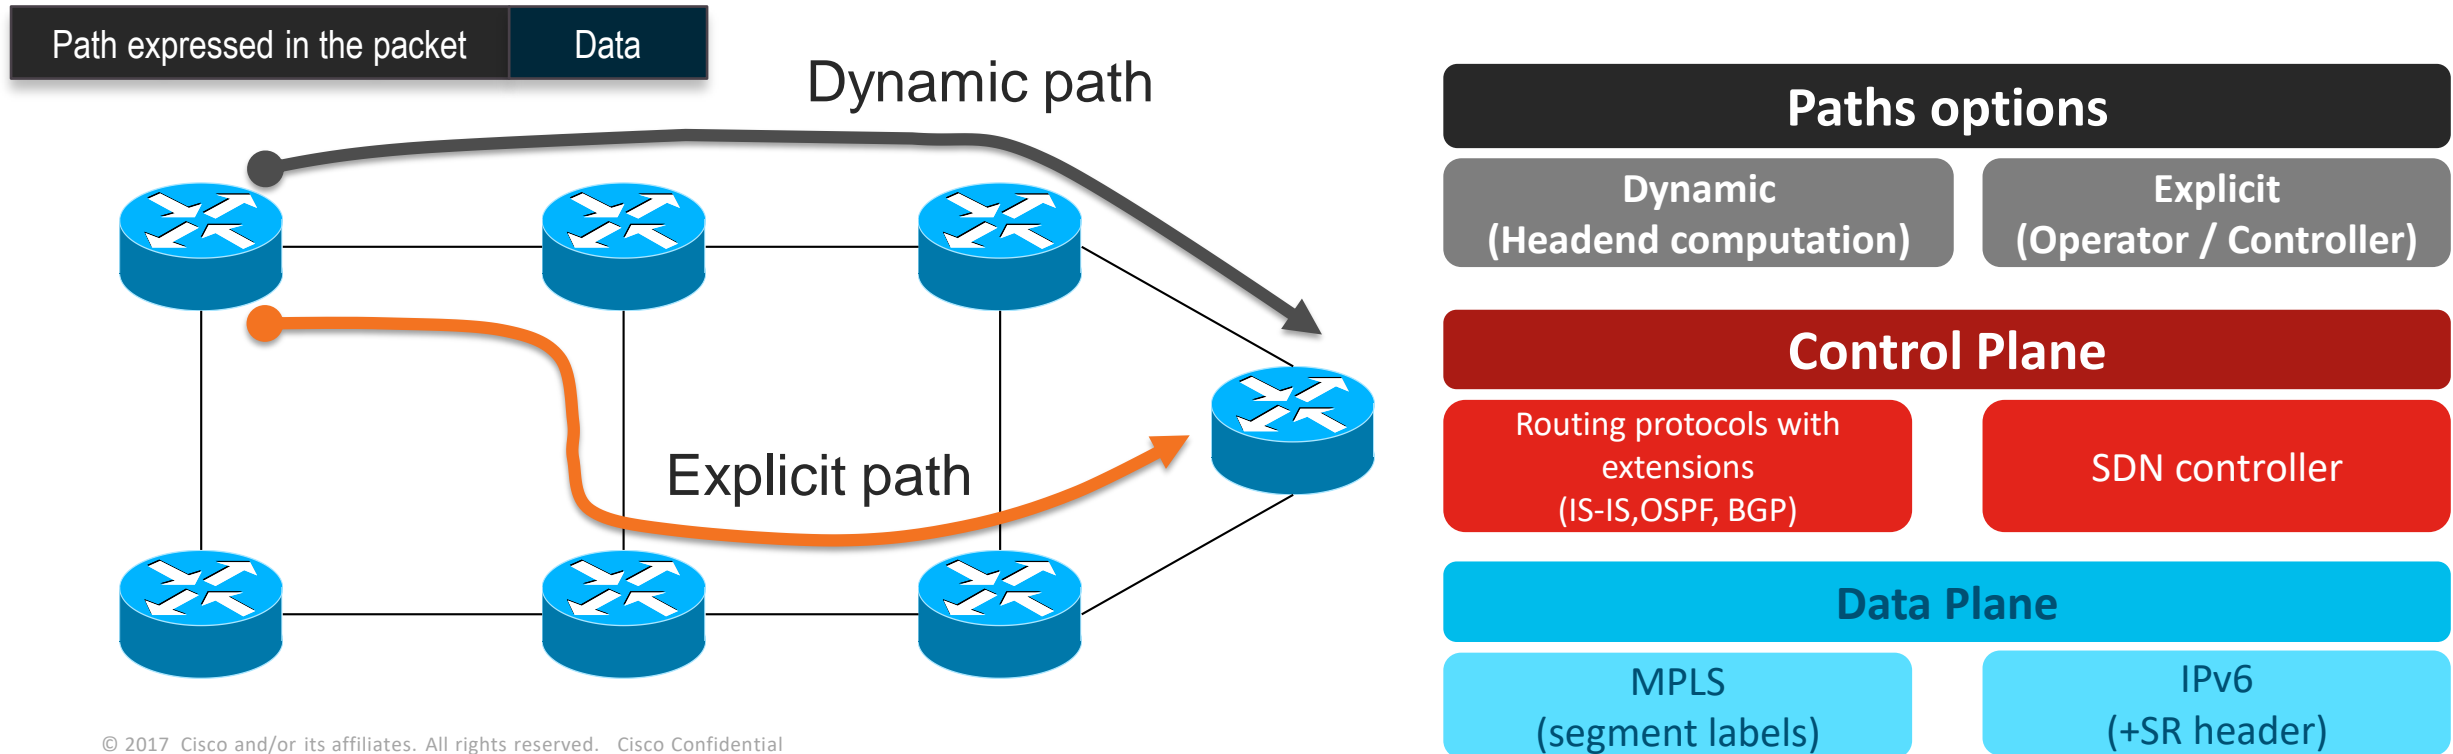 Path expressed in the packet
Data
Dynamic path
Explicit path
Paths options
Dynamic
(Headend computation)
Explicit
(Operator / Controller)
Control Plane
Routing protocols with
extensions
(IS-IS,OSPF, BGP)
SDN controller
Data Plane
MPLS
(segment labels)
IPv6
(+SR header)
© 2017 Cisco and/or its affiliates. All rights reserved. Cisco Confidential